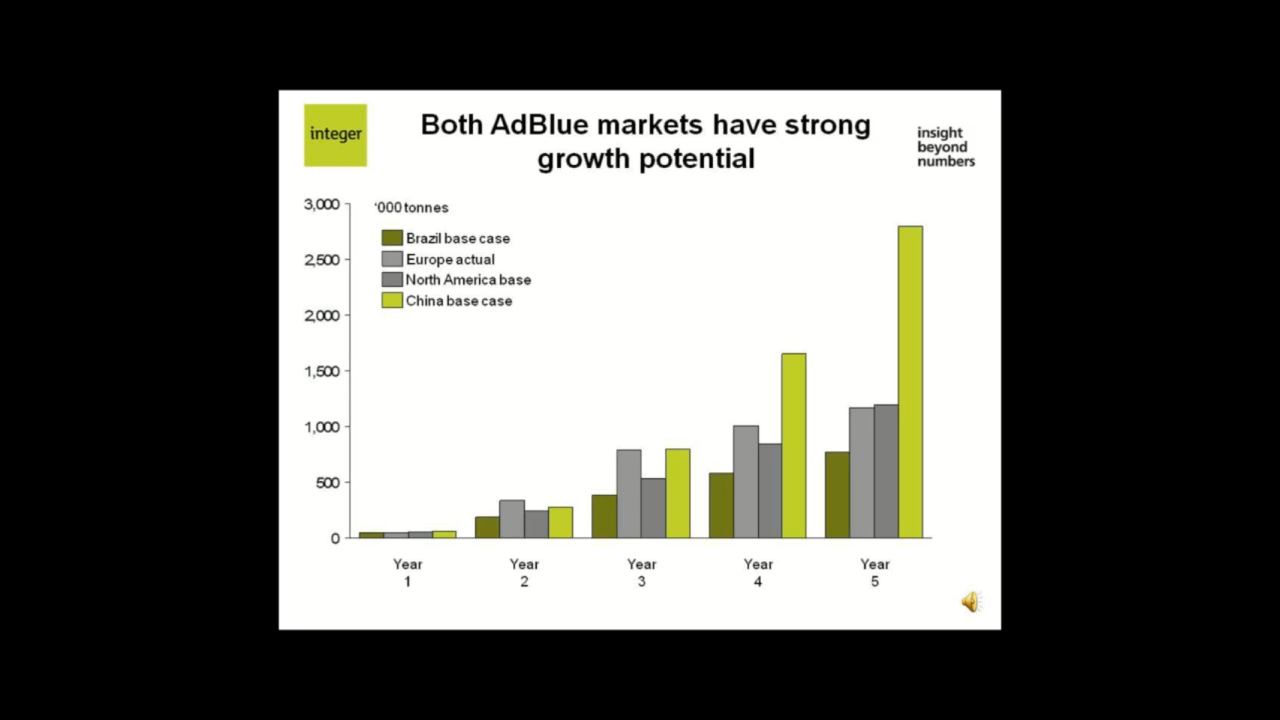 integer
Both AdBlue markets have strong
growth potential
insight
beyond
numbers
3,000
2,500
2,000
1,500
1,000
500
0
'000 tonnes
Brazil base case
Europe actual
North America base
China base case
Year Year Year Year Year
1 2 3 4 5